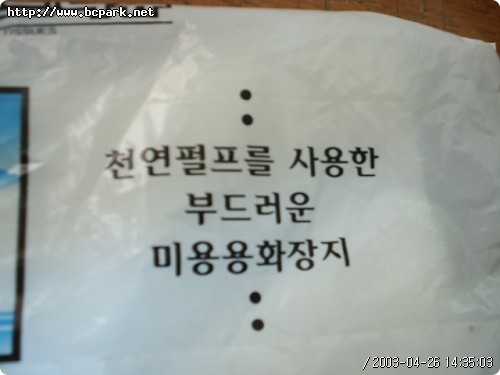 http://www.bcpark.net
TISSUES
천연펄프를 사용한
부드러운
미용용화장지
/2003-04-26 14:35:03